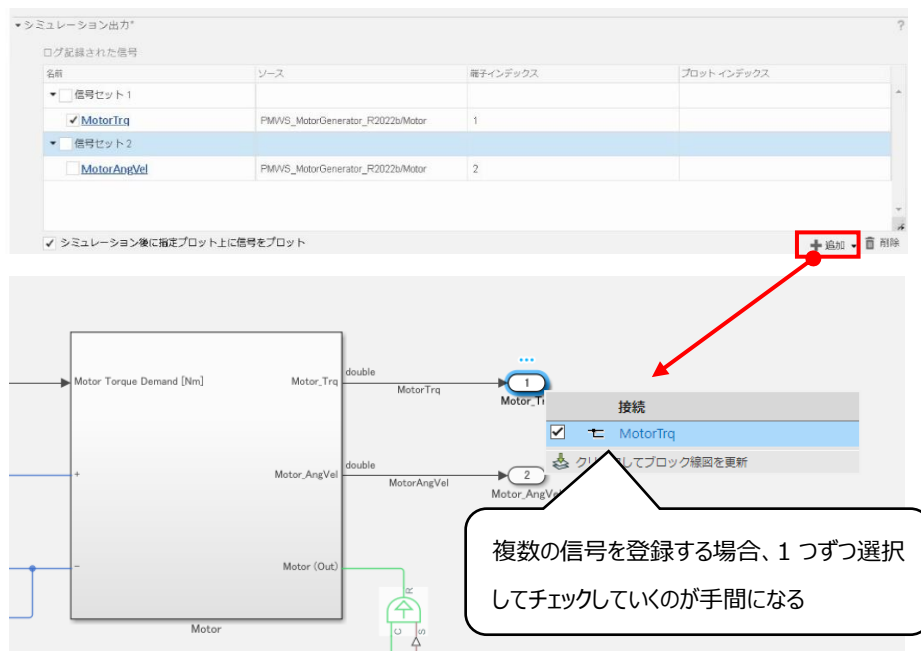 シミュレーション出力*
?
ログ記録された信号
名前 ソース 端子インデックス プロット インデックス
信号セット 1
MotorTrq PMWS_MotorGenerator_R2022b/Motor 1
信号セット 2
MotorAngVel PMWS_MotorGenerator_R2022b/Motor 2
シミュレーション後に指定プロット上に信号をプロット
追加 削除
Motor Torque Demand [Nm]
Motor_Trq
double
MotorTrq
1
接続
MotorTrq
Motor_AngVel
double
MotorAngVel
2
してブロック線図を更新
+
-
Motor (Out)
Motor
R
C
S
複数の信号を登録する場合、1 つずつ選択
してチェックしていくのが手間になる